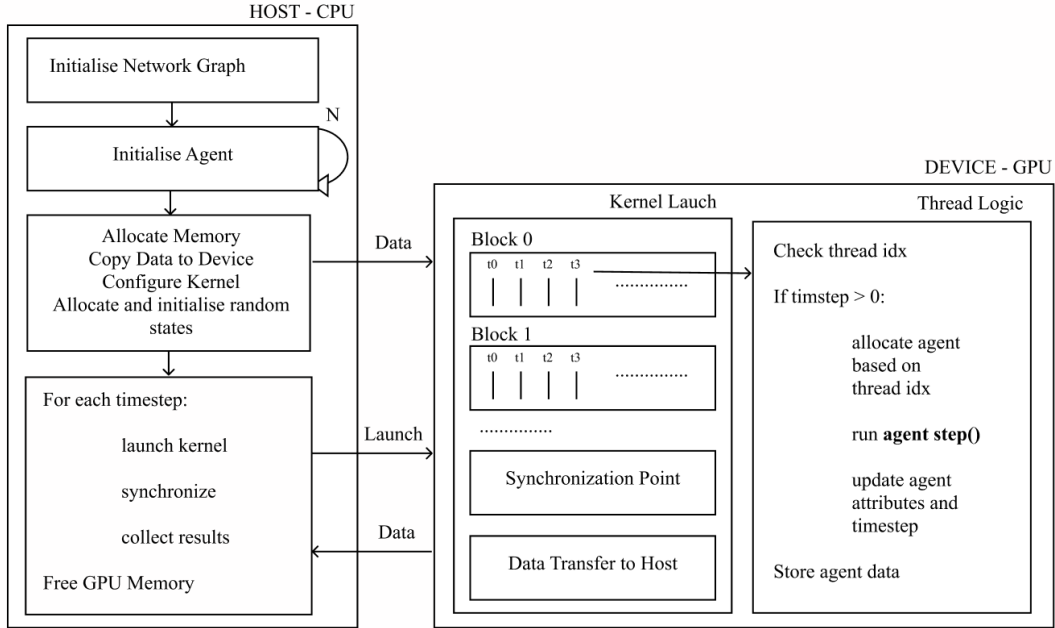 HOST - CPU
Initialise Network Graph
N
Initialise Agent
Allocate Memory
Copy Data to Device
Configure Kernel
Allocate and initialise random
states
For each timestep:
launch kernel
synchronize
collect results
Free GPU Memory
Data
Launch
Data
DEVICE - GPU
Kernel Lauch
Block 0
t0 t1 t2 t3
...............
Block 1
t0 t1 t2 t3
...............
...............
Synchronization Point
Data Transfer to Host
Thread Logic
Check thread idx
If timstep > 0:
allocate agent
based on
thread idx
run agent step()
update agent
attributes and
timestep
Store agent data